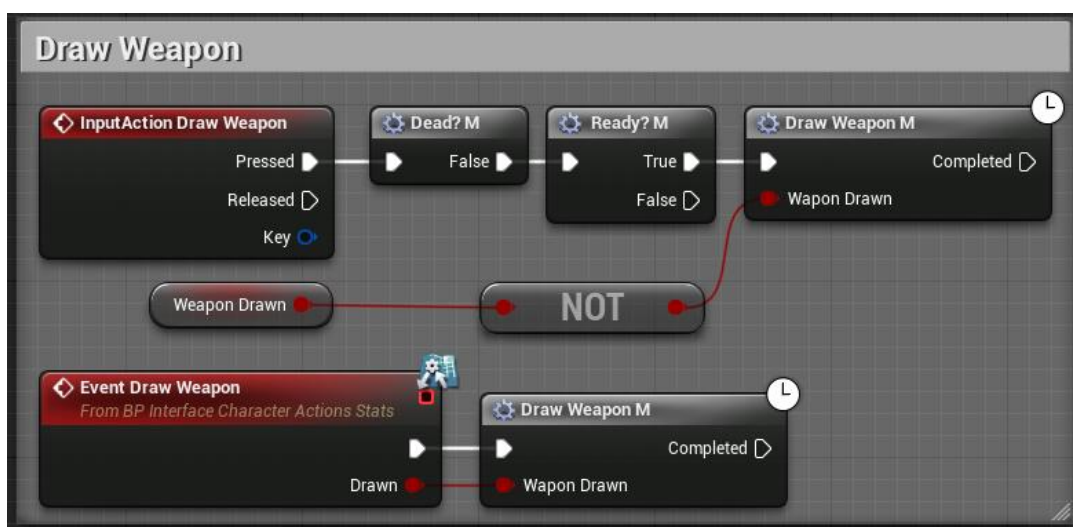 Draw Weapon
InputAction Draw Weapon
Pressed
Released
Key
Dead? M
False
Ready? M
True
False
Draw Weapon M
Completed
Wapon Drawn
Weapon Drawn
NOT
Event Draw Weapon
From BP Interface Character Actions Stats
Drawn
Draw Weapon M
Completed
Wapon Drawn